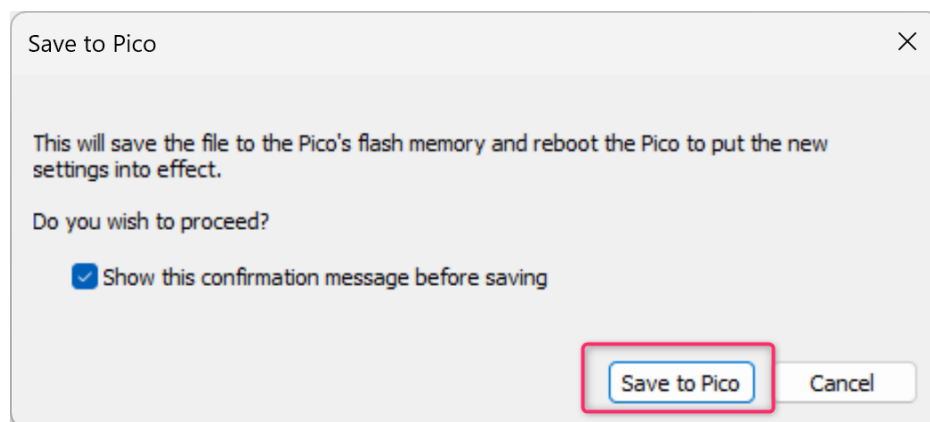 Save to Pico
This will save the file to the Pico's flash memory and reboot the Pico to put the new
settings into effect.
Do you wish to proceed?
Show this confirmation message before saving
Save to Pico
Cancel